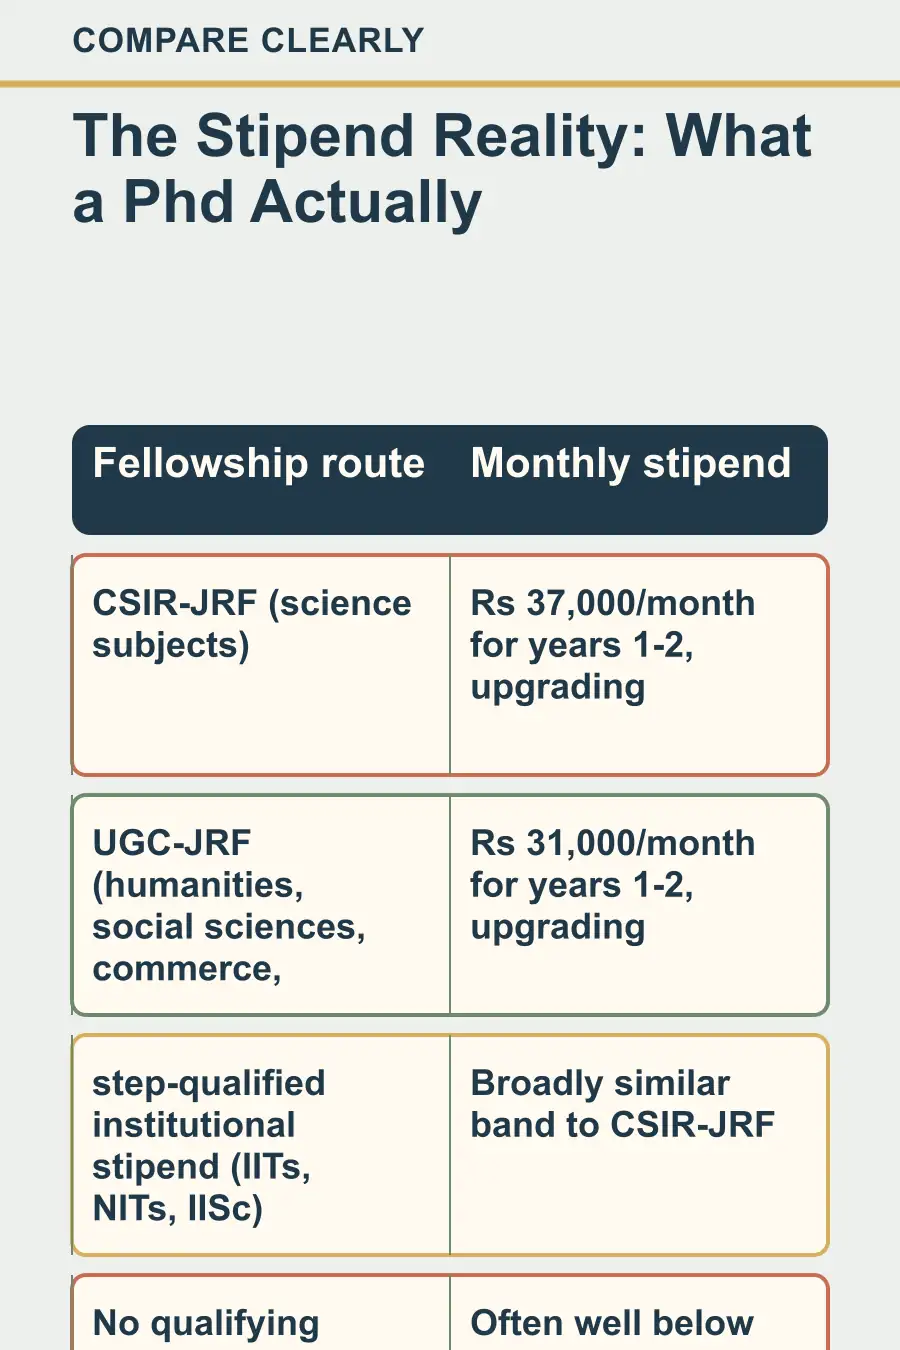 COMPARE CLEARLY
The Stipend Reality: What
a Phd Actually
Fellowship route
Monthly stipend
CSIR-JRF (science
subjects)
Rs 37,000/month
for years 1-2,
upgrading
UGC-JRF
(humanities,
social sciences,
commerce,
Rs 31,000/month
for years 1-2,
upgrading
step-qualified
institutional
stipend (IITs,
NITs, IISc)
Broadly similar
band to CSIR-JRF
No qualifying
Often well below